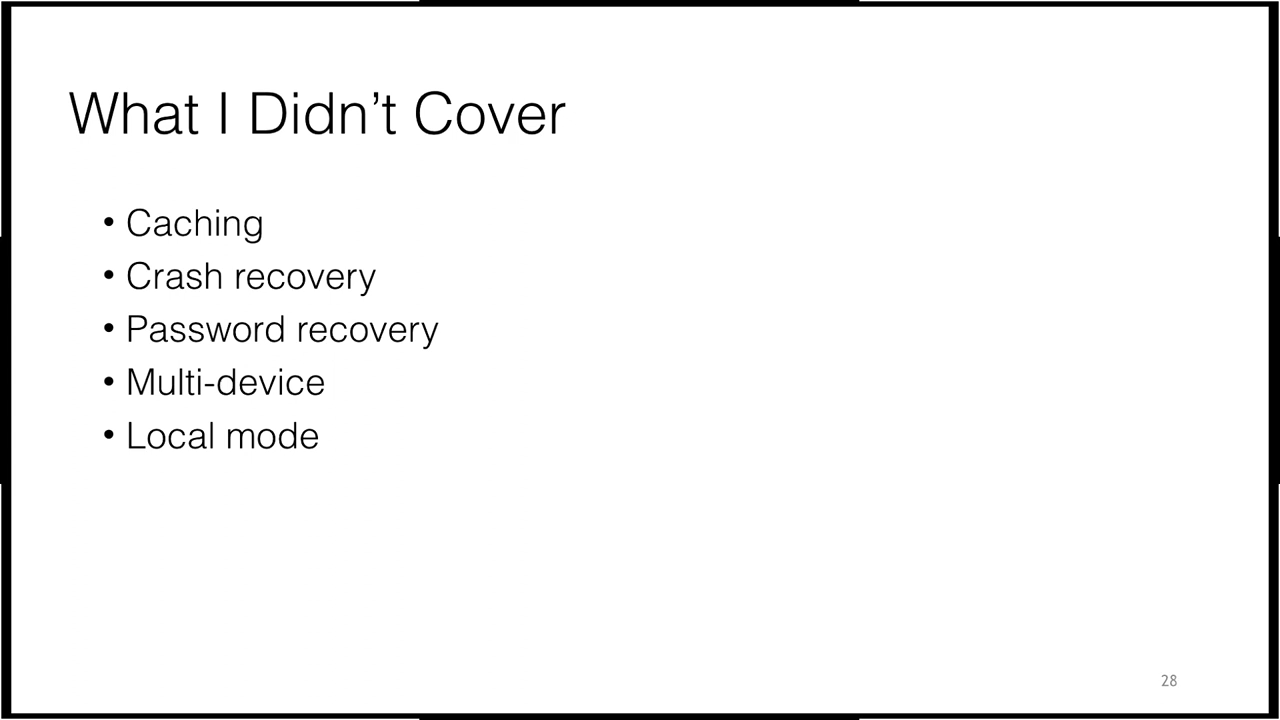 What I Didn’t Cover
• Caching
• Crash recovery
• Password recovery
• Multi-device
• Local mode
28